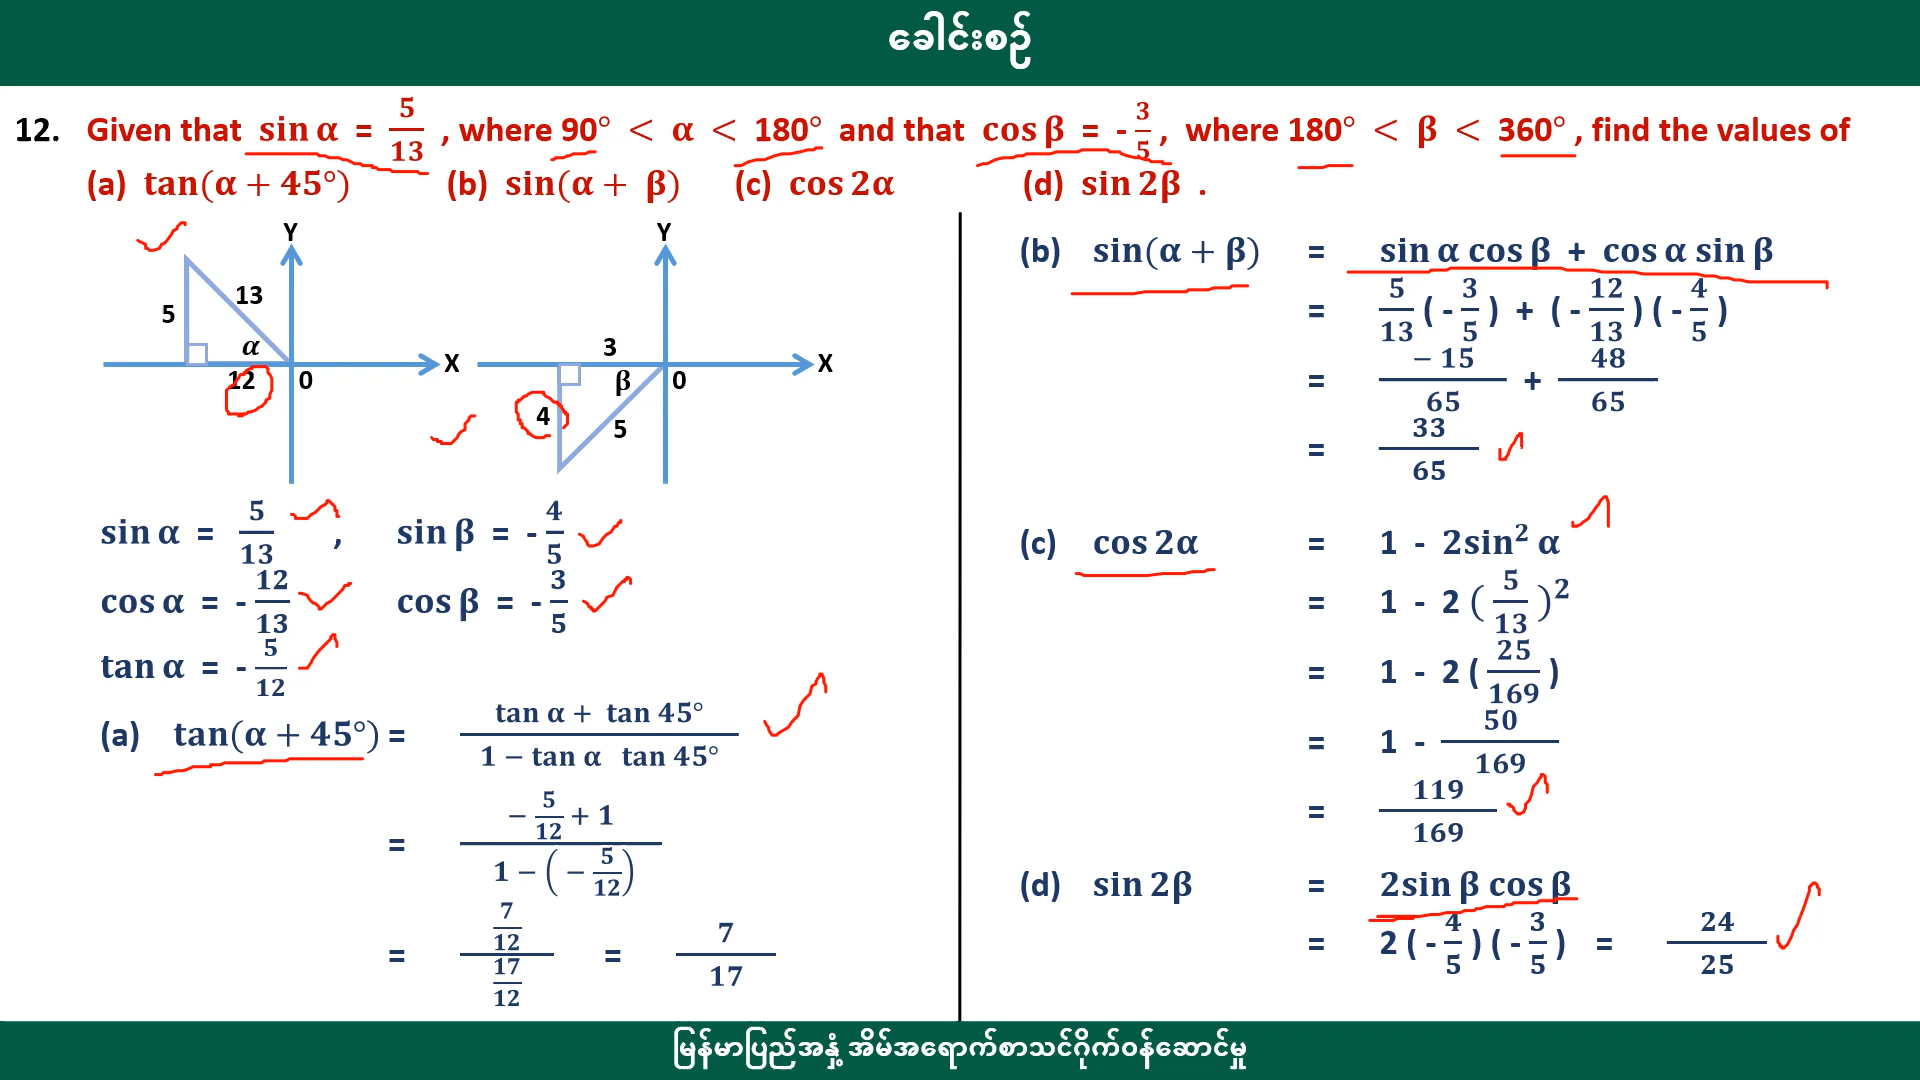 ခေါင်းစဉ်
12. Given that sin α = 5/13 , where 90° < α < 180° and that cos β = - 3/5 , where 180° < β < 360° , find the values of
(a) tan(α + 45°) (b) sin(α + β) (c) cos 2α (d) sin 2β .
Y
13
5
α
X
12
0
Y
3
X
β
0
4
5
sin α = 5/13 , sin β = - 4/5
cos α = - 12/13 cos β = - 3/5
tan α = - 5/12
(a) tan(α + 45°) = (tan α + tan 45°)/(1 − tan α tan 45°)
= (− 5/12 + 1)/(1 − (− 5/12))
= (7/12)/(17/12) = 7/17
(b) sin(α + β) = sin α cos β + cos α sin β
= 5/13 ( - 3/5 ) + ( - 12/13 ) ( - 4/5 )
= − 15/65 + 48/65
= 33/65
(c) cos 2α = 1 - 2sin² α
= 1 - 2 ( 5/13 )²
= 1 - 2 ( 25/169 )
= 1 - 50/169
= 119/169
(d) sin 2β = 2sin β cos β
= 2 ( - 4/5 ) ( - 3/5 ) = 24/25
မြန်မာပြည်အနှံ့ အိမ်အရောက်စာသင်ဂိုက်ဝန်ဆောင်မှု